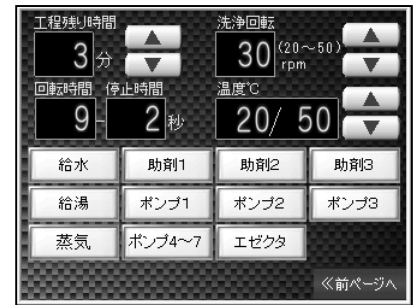 工程残り時間
洗浄回転
3分
30 (20～50) rpm
回転時間 停止時間
温度℃
9-2秒
20/ 50
給水 助剤1 助剤2 助剤3
給湯 ポンプ1 ポンプ2 ポンプ3
蒸気 ポンプ4～7 エゼクタ
≪前ページへ